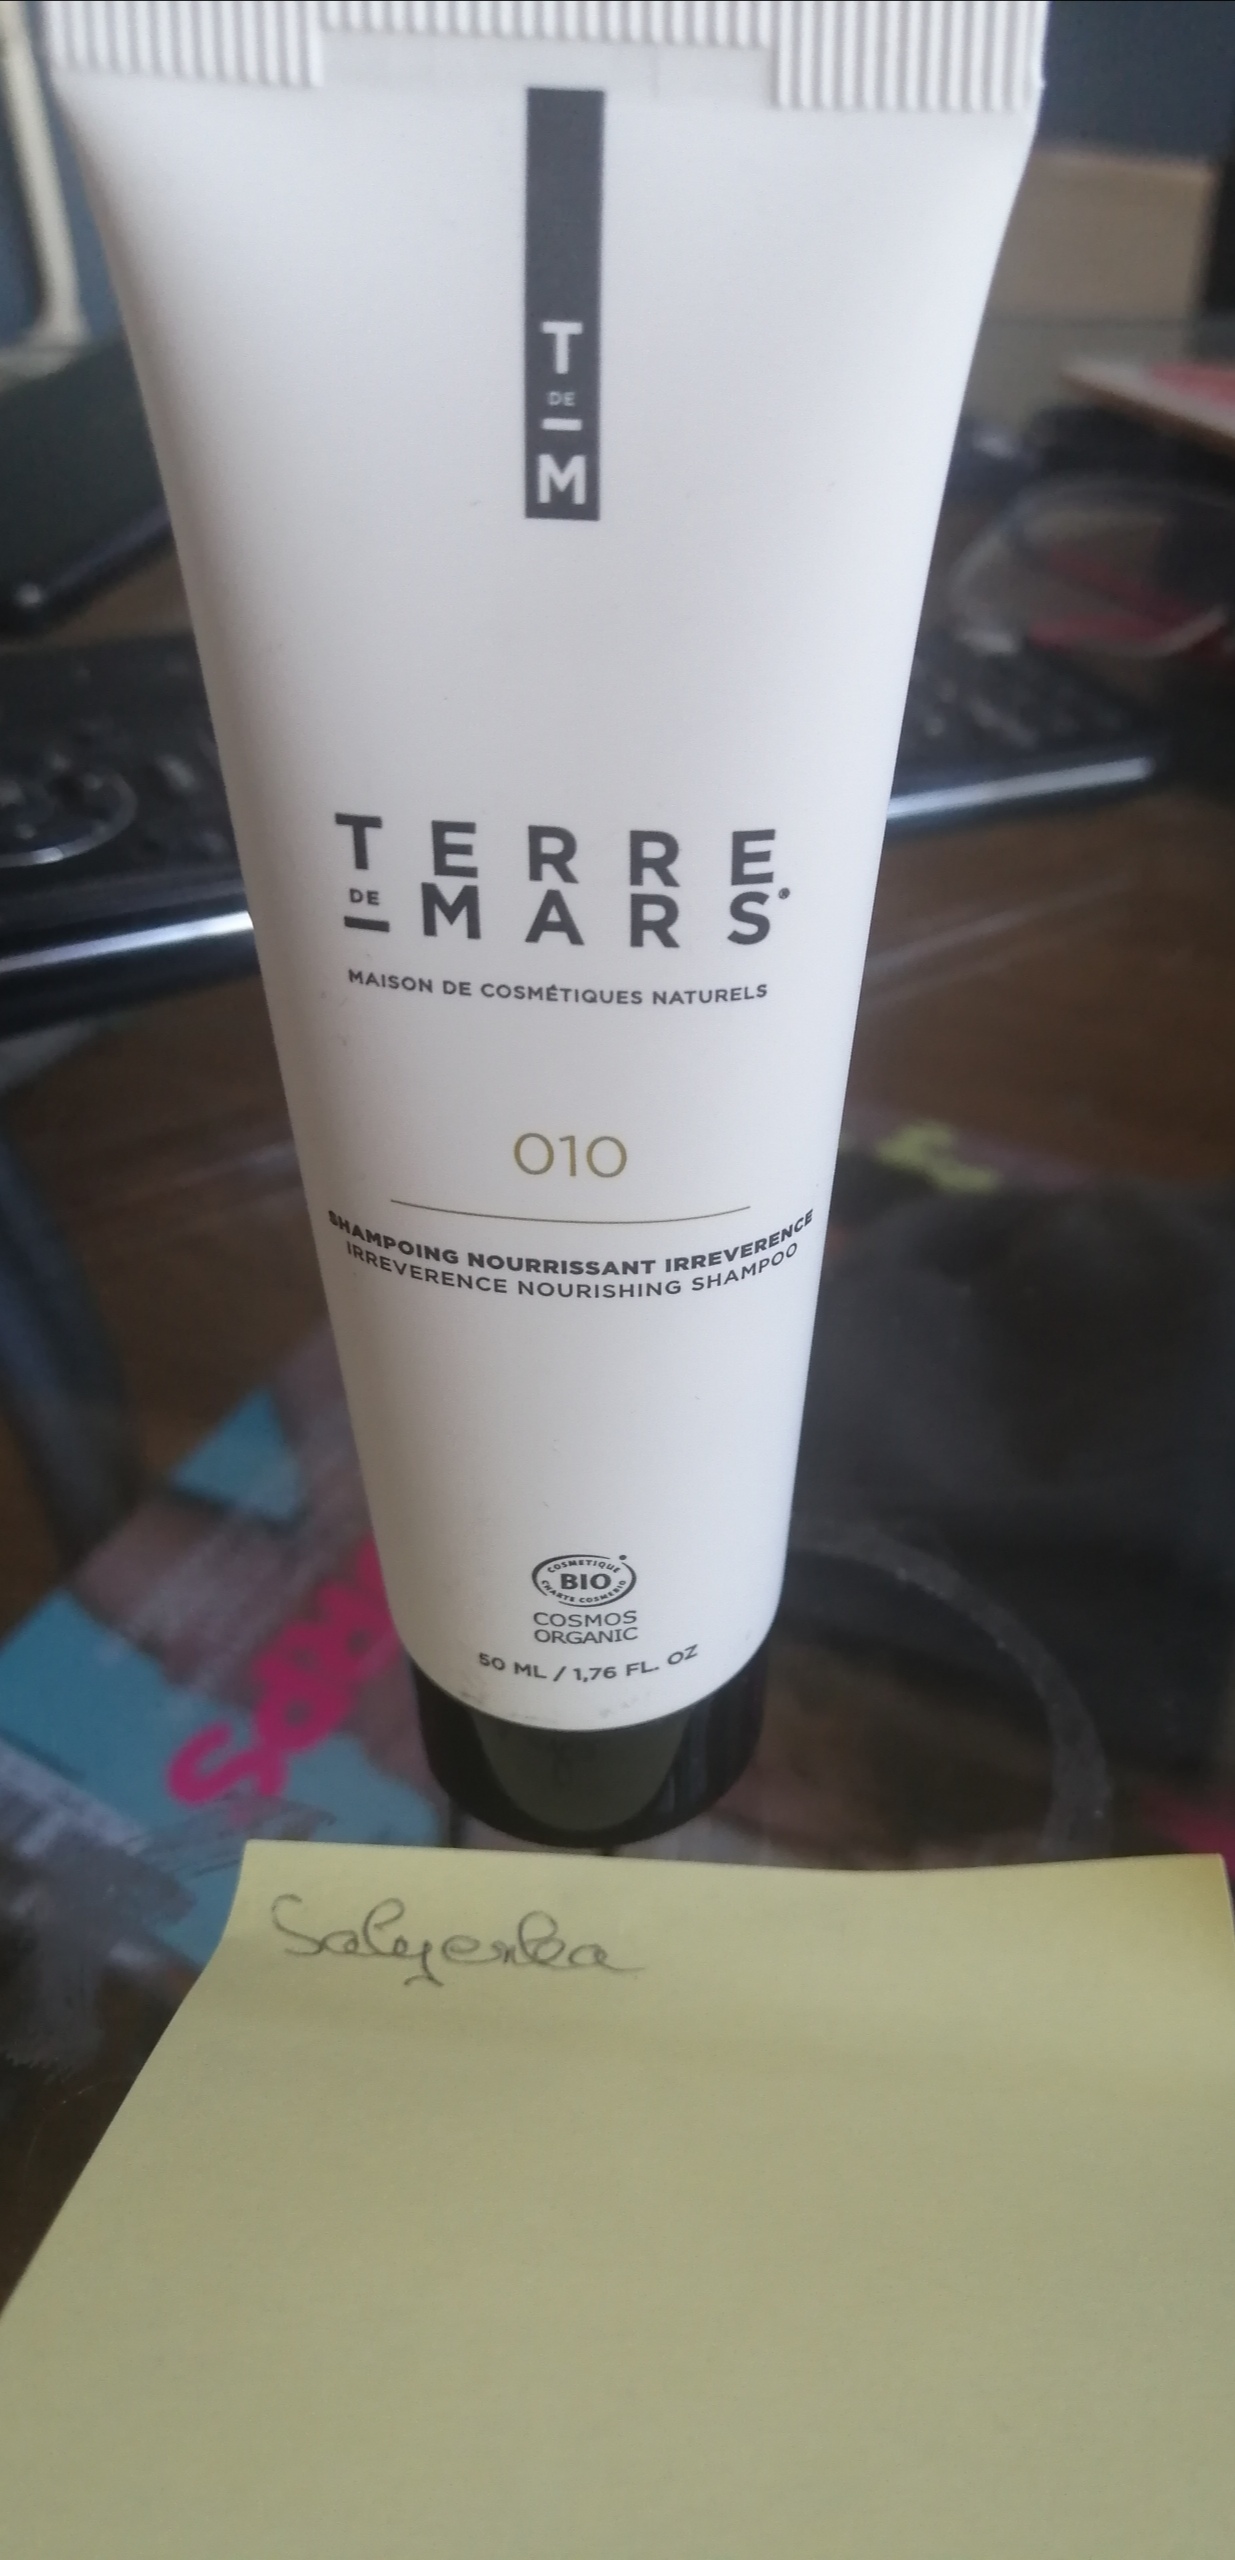 T
DE
M
TERRE
DE MARS®
MAISON DE COSMÉTIQUES NATURELS
010
SHAMPOING NOURRISSANT IRREVERENCE
IRREVERENCE NOURISHING SHAMPOO
COSMETIQUE
BIO
CHARTE COSMEBIO
COSMOS
ORGANIC
50 ML / 1,76 FL. OZ
Salyenka